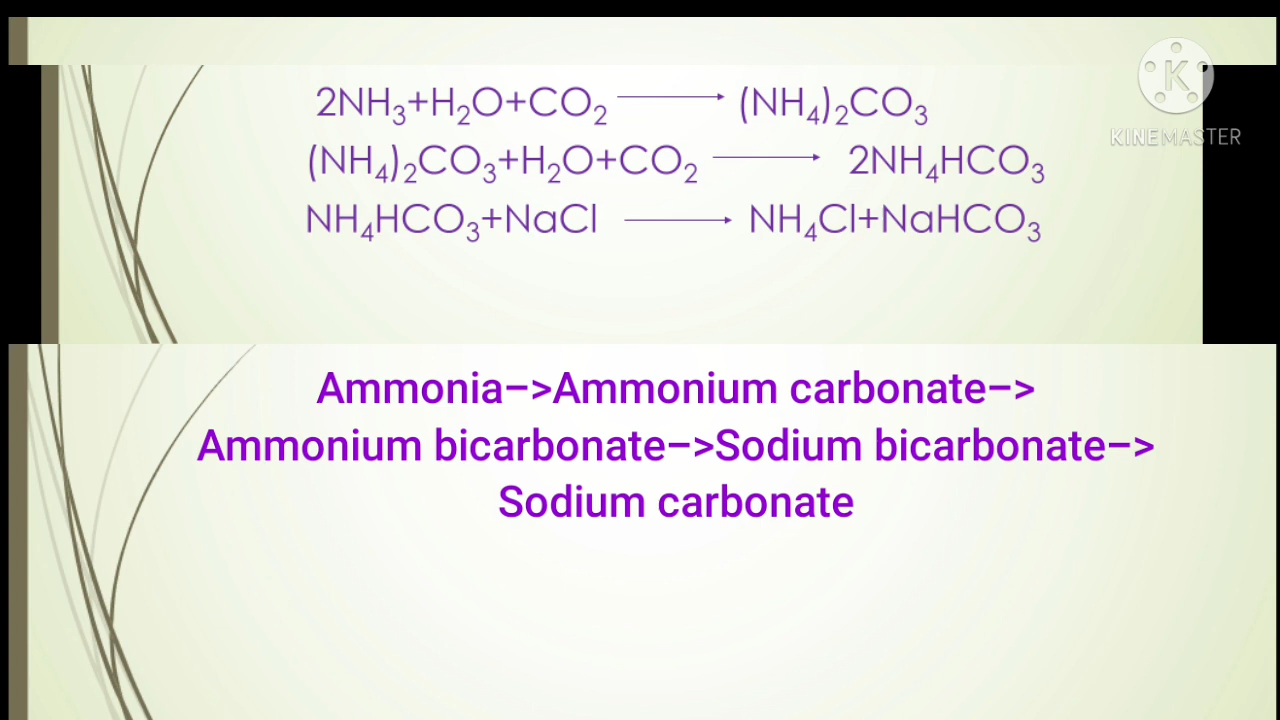 K
KINEMASTER
2NH₃+H₂O+CO₂ ⟶ (NH₄)₂CO₃
(NH₄)₂CO₃+H₂O+CO₂ ⟶ 2NH₄HCO₃
NH₄HCO₃+NaCl ⟶ NH₄Cl+NaHCO₃
Ammonia–>Ammonium carbonate–>
Ammonium bicarbonate–>Sodium bicarbonate–>
Sodium carbonate